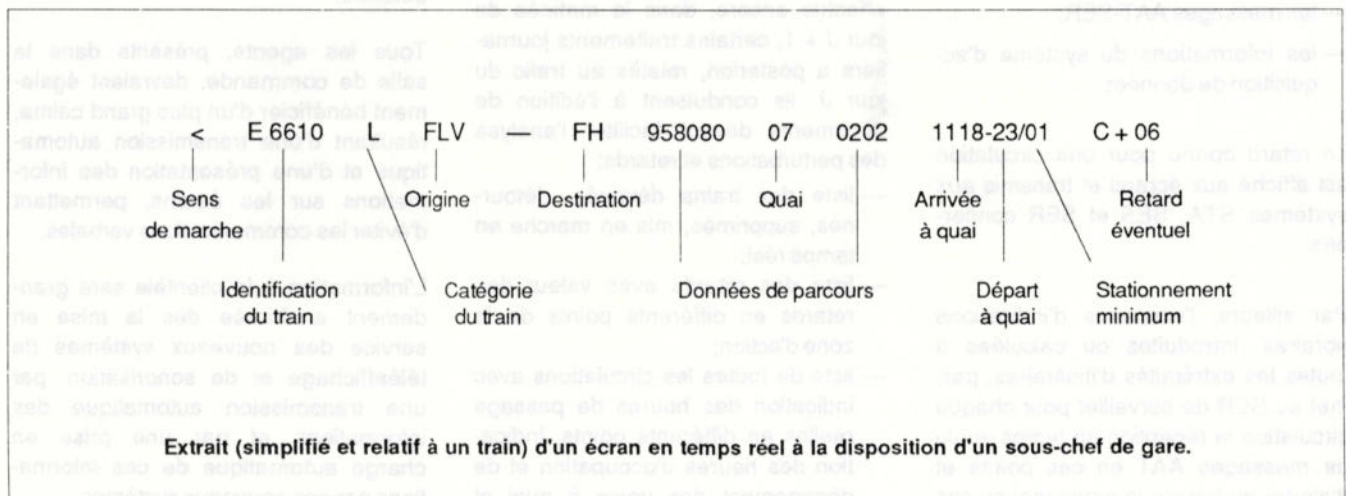 < E 6610 L FLV — FH 958080 07 0202 1118-23/01 C + 06
Sens de marche
Origine
Destination
Quai
Arrivée à quai
Retard éventuel
Identification du train
Catégorie du train
Données de parcours
Départ à quai
Stationnement minimum
Extrait (simplifié et relatif à un train) d'un écran en temps réel à la disposition d'un sous-chef de gare.